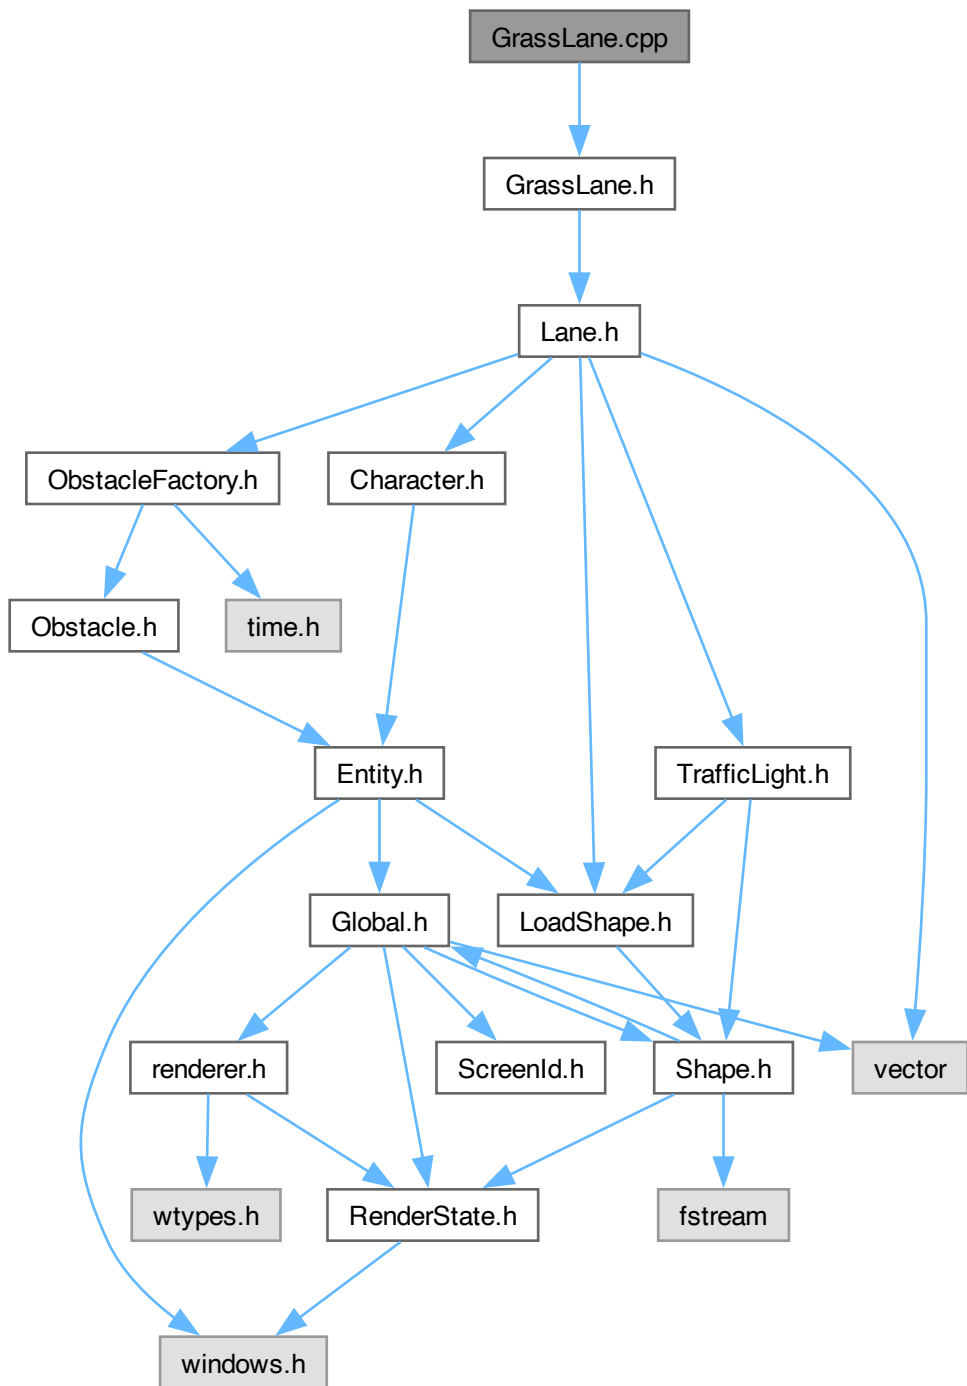 GrassLane.cpp
GrassLane.h
Lane.h
ObstacleFactory.h
Character.h
Obstacle.h
time.h
Entity.h
TrafficLight.h
Global.h
LoadShape.h
renderer.h
ScreenId.h
Shape.h
vector
wtypes.h
RenderState.h
fstream
windows.h